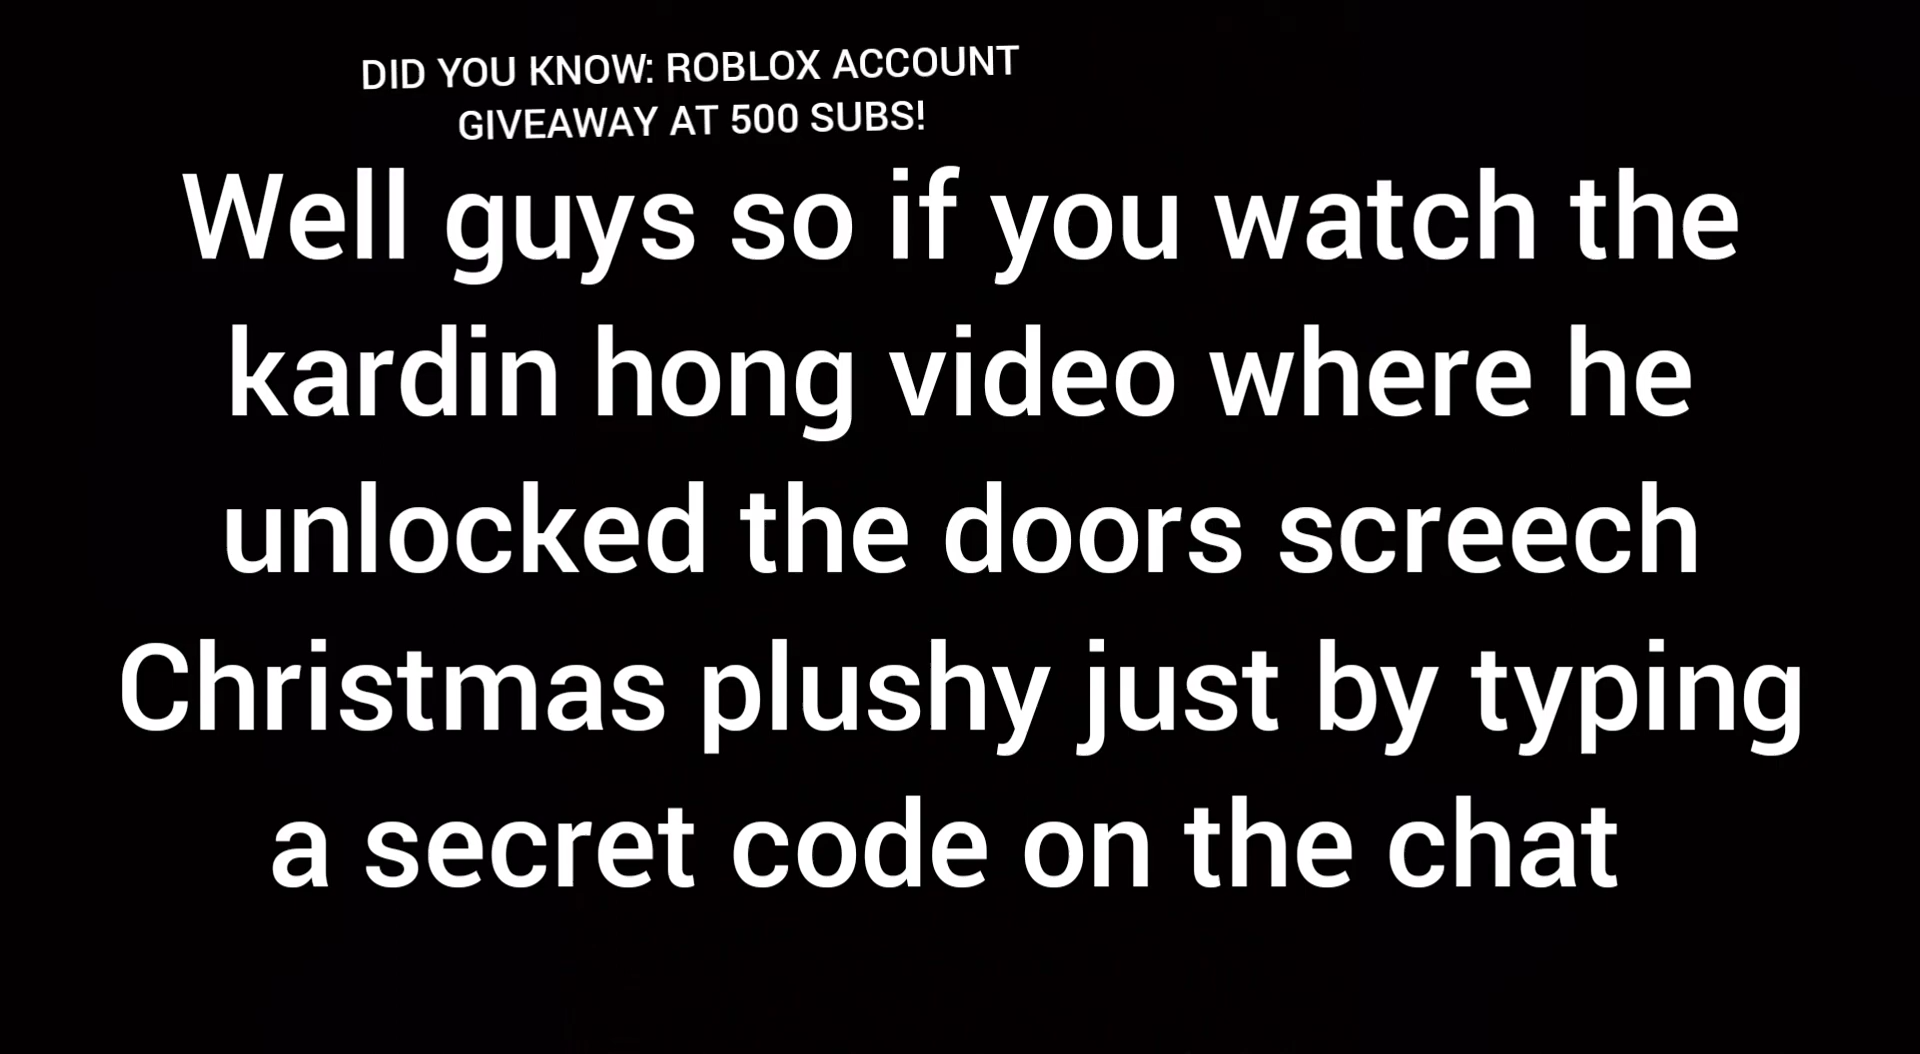 DID YOU KNOW: ROBLOX ACCOUNT
GIVEAWAY AT 500 SUBS!
Well guys so if you watch the
kardin hong video where he
unlocked the doors screech
Christmas plushy just by typing
a secret code on the chat